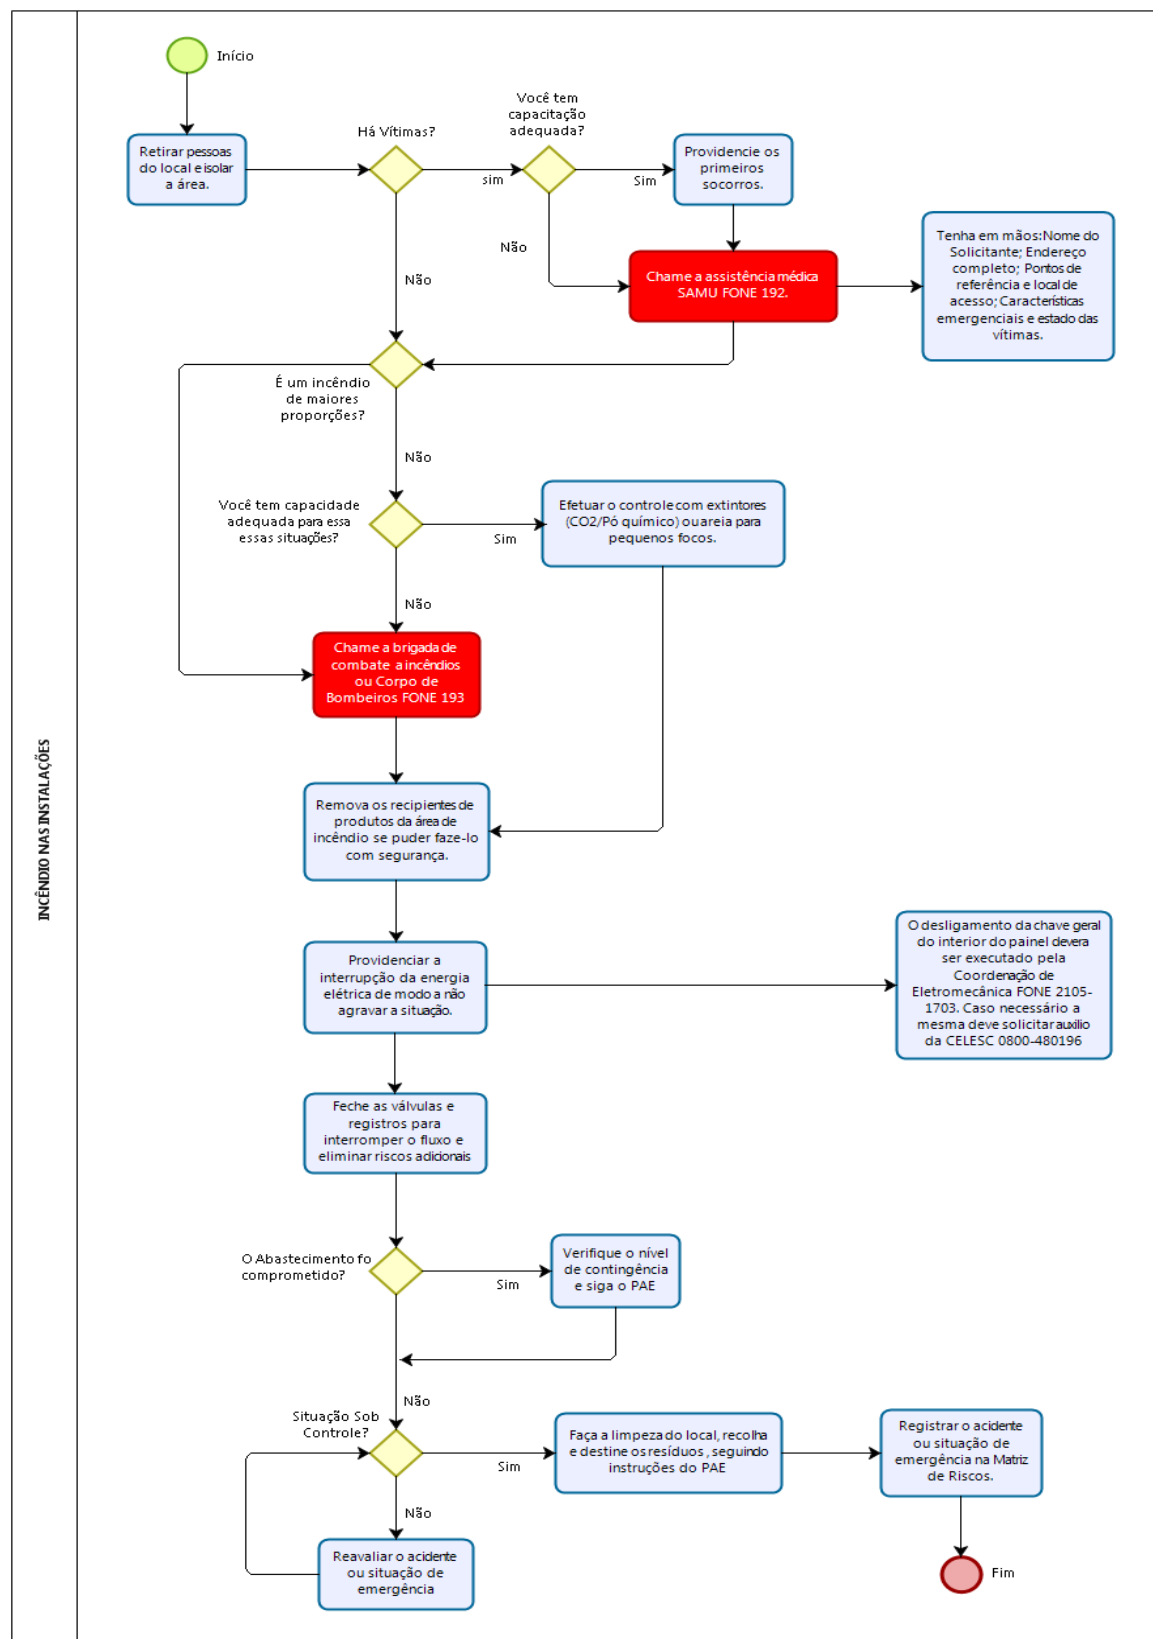 INCÊNDIO NAS INSTALAÇÕES
Início
Retirar pessoas
do local e isolar
a área.
Há Vítimas?
sim
Não
Você tem
capacitação
adequada?
Sim
Não
Providencie os
primeiros
socorros.
Chame a assistência médica
SAMU FONE 192.
Tenha em mãos:Nome do
Solicitante; Endereço
completo; Pontos de
referência e local de
acesso; Características
emergenciais e estado das
vítimas.
É um incêndio
de maiores
proporções?
Não
Você tem capacidade
adequada para essa
essas situações?
Sim
Efetuar o controle com extintores
(CO2/Pó químico) ou areia para
pequenos focos.
Não
Chame a brigada de
combate a incêndios
ou Corpo de
Bombeiros FONE 193
Remova os recipientes de
produtos da área de
incêndio se puder faze-lo
com segurança.
Providenciar a
interrupção da energia
elétrica de modo a não
agravar a situação.
O desligamento da chave geral
do interior do painel devera
ser executado pela
Coordenação de
Eletromecânica FONE 2105-
1703. Caso necessário a
mesma deve solicitar auxilio
da CELESC 0800-480196
Feche as válvulas e
registros para
interromper o fluxo e
eliminar riscos adicionais
O Abastecimento fo
comprometido?
Sim
Verifique o nível
de contingência
e siga o PAE
Não
Situação Sob
Controle?
Sim
Faça a limpeza do local, recolha
e destine os resíduos , seguindo
instruções do PAE
Registrar o acidente
ou situação de
emergência na Matriz
de Riscos.
Não
Reavaliar o acidente
ou situação de
emergência
Fim